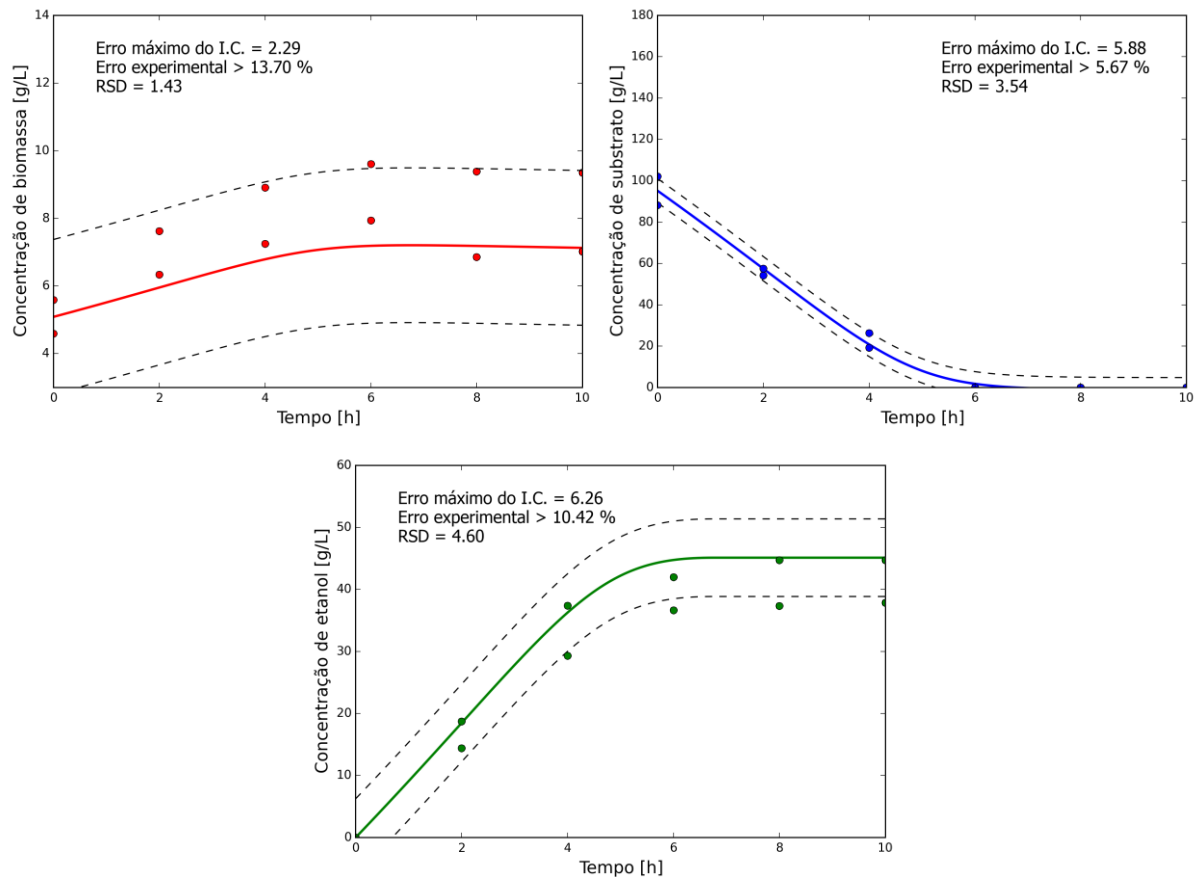 14
12
10
8
6
4
Concentração de biomassa [g/L]
Erro máximo do I.C. = 2.29
Erro experimental > 13.70 %
RSD = 1.43
0 2 4 6 8 10
Tempo [h]
180
160
140
120
100
80
60
40
20
0
Concentração de substrato [g/L]
Erro máximo do I.C. = 5.88
Erro experimental > 5.67 %
RSD = 3.54
0 2 4 6 8 10
Tempo [h]
60
50
40
30
20
10
0
Concentração de etanol [g/L]
Erro máximo do I.C. = 6.26
Erro experimental > 10.42 %
RSD = 4.60
0 2 4 6 8 10
Tempo [h]